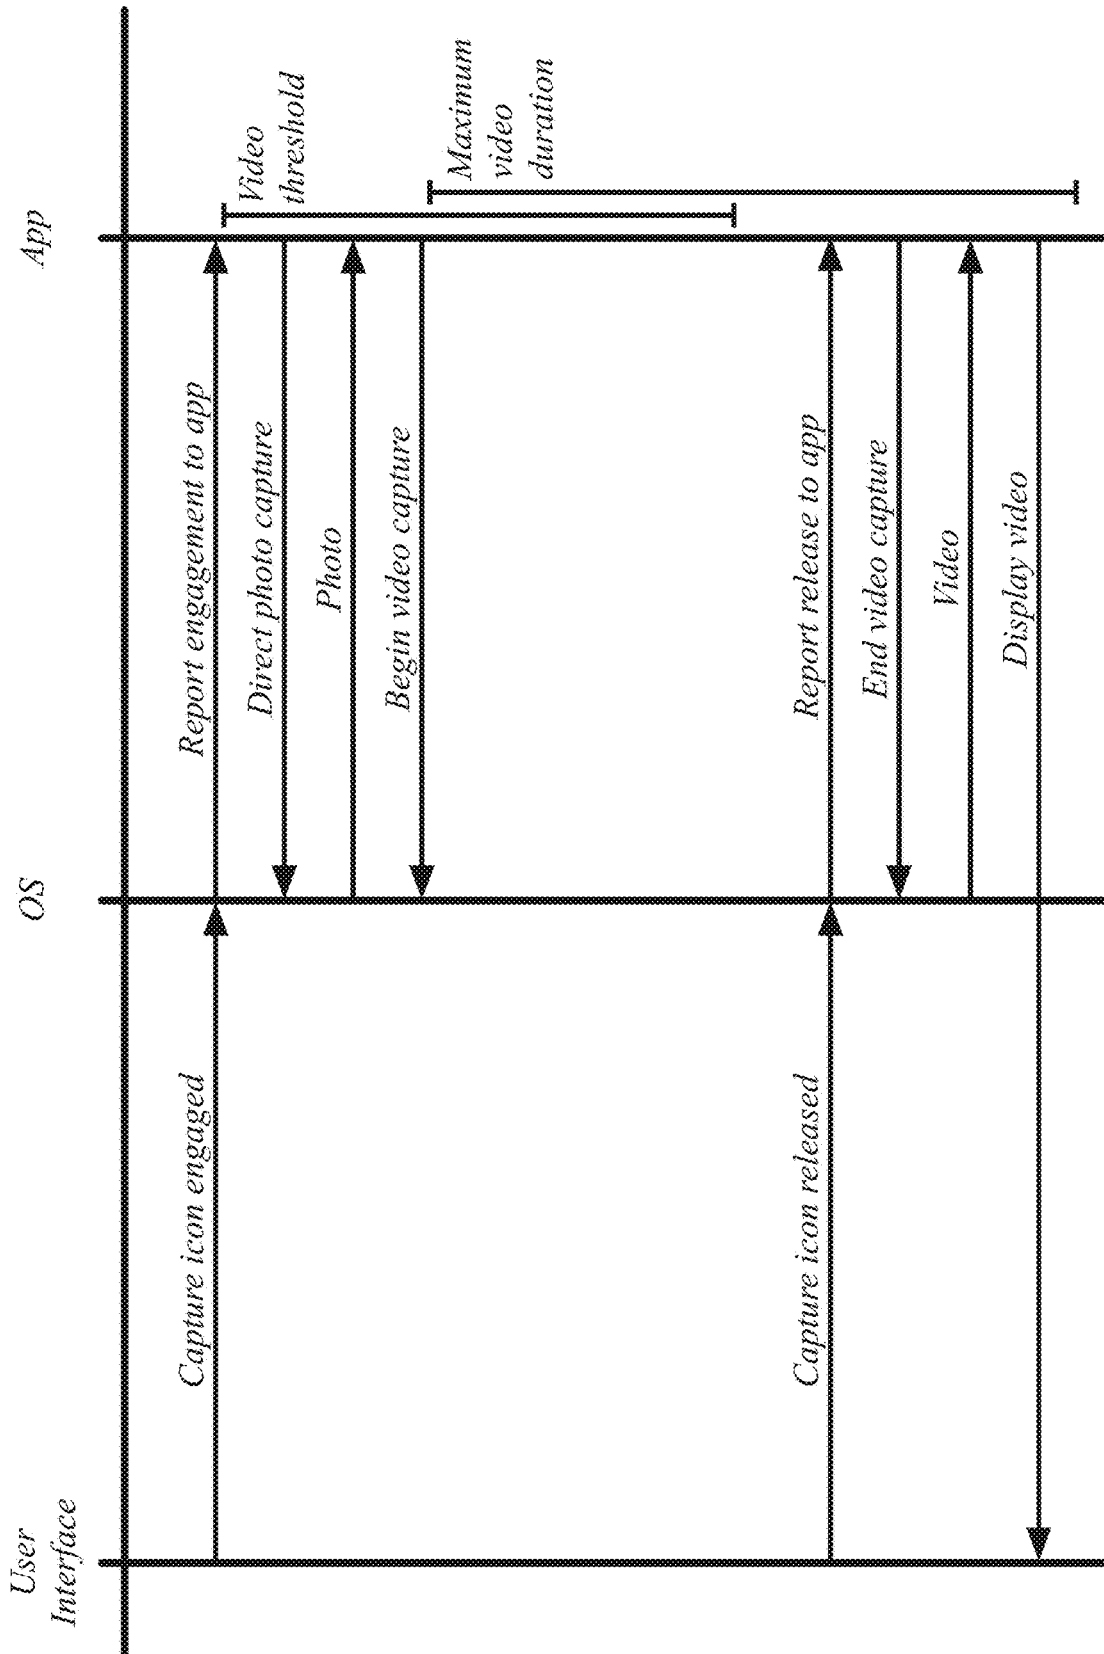 User
Interface
OS
App
Capture icon engaged
Report engagement to app
Video
threshold
Direct photo capture
Photo
Begin video capture
Maximum
video
duration
Capture icon released
Report release to app
End video capture
Video
Display video